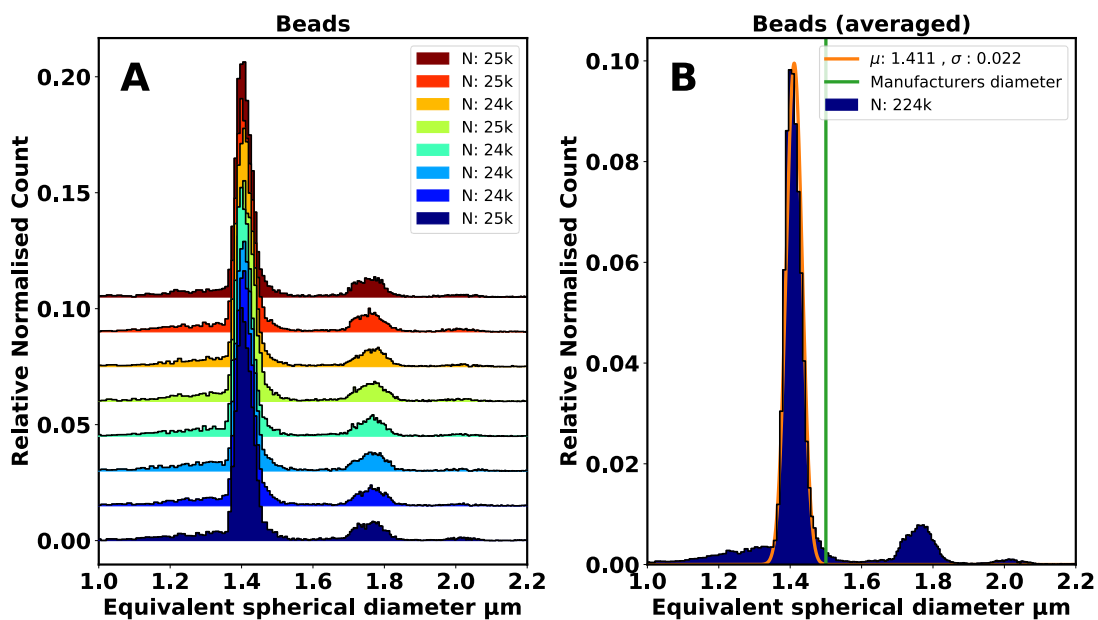 Beads
A
N: 25k
N: 25k
N: 24k
N: 25k
N: 24k
N: 24k
N: 24k
N: 25k
Relative Normalised Count
0.20
0.15
0.10
0.05
0.00
1.0 1.2 1.4 1.6 1.8 2.0 2.2
Equivalent spherical diameter μm
Beads (averaged)
B
μ: 1.411 , σ : 0.022
Manufacturers diameter
N: 224k
Relative Normalised Count
0.10
0.08
0.06
0.04
0.02
0.00
1.0 1.2 1.4 1.6 1.8 2.0 2.2
Equivalent spherical diameter μm